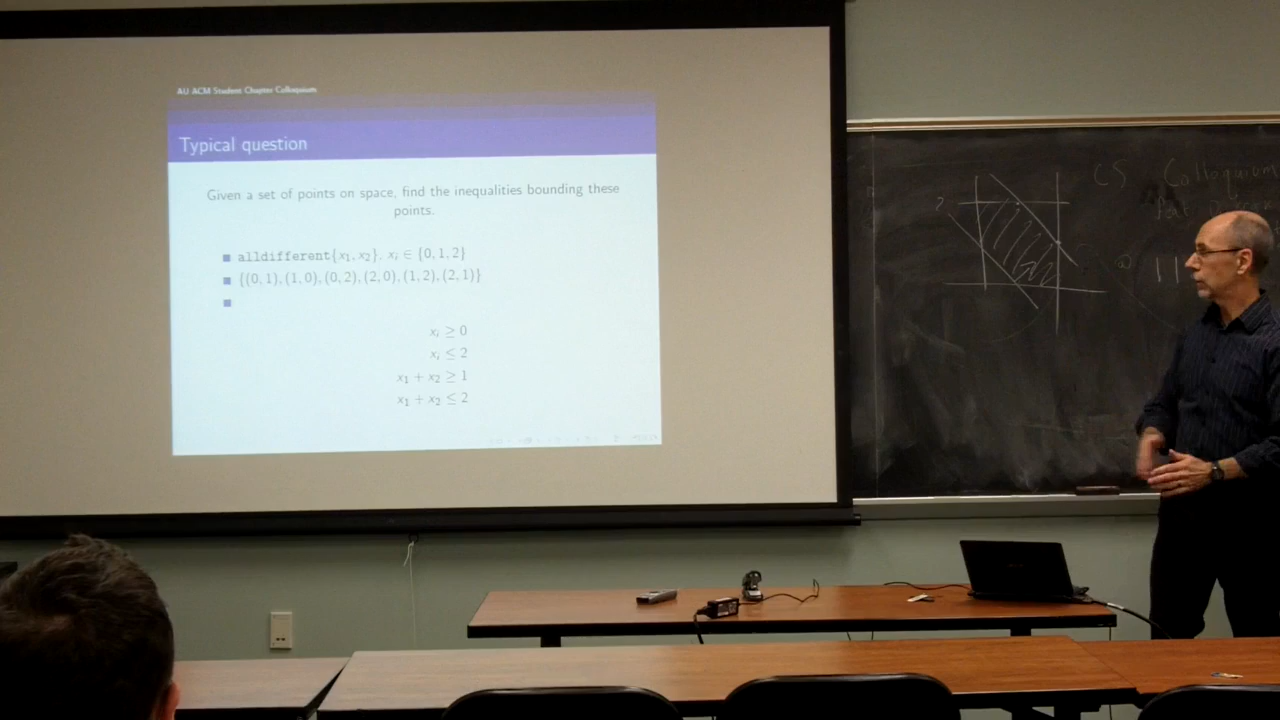 AU ACM Student Chapter Colloquium
Typical question
Given a set of points on space, find the inequalities bounding these
points.
alldifferent{x₁, x₂}, xᵢ ∈ {0, 1, 2}
{(0, 1), (1, 0), (0, 2), (2, 0), (1, 2), (2, 1)}
xᵢ ≥ 0
xᵢ ≤ 2
x₁ + x₂ ≥ 1
x₁ + x₂ ≤ 2
CS Colloquium